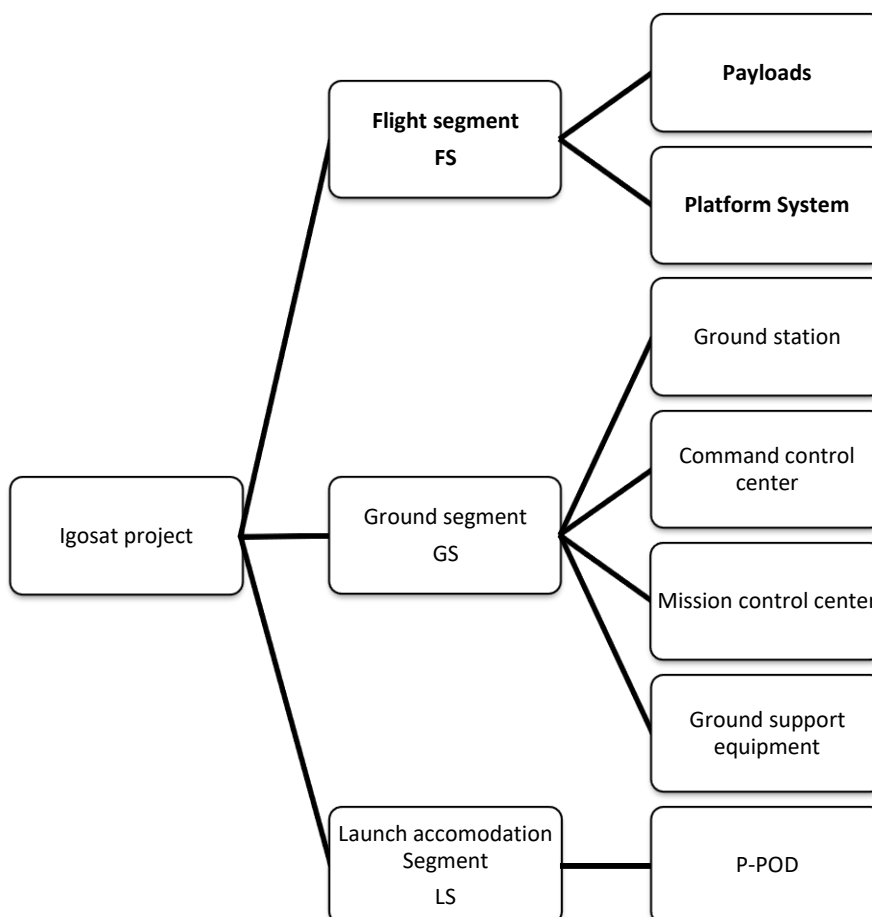 Payloads
Flight segment
FS
Platform System
Ground station
Command control
center
Igosat project
Ground segment
GS
Mission control center
Ground support
equipment
Launch accomodation
Segment
LS
P-POD